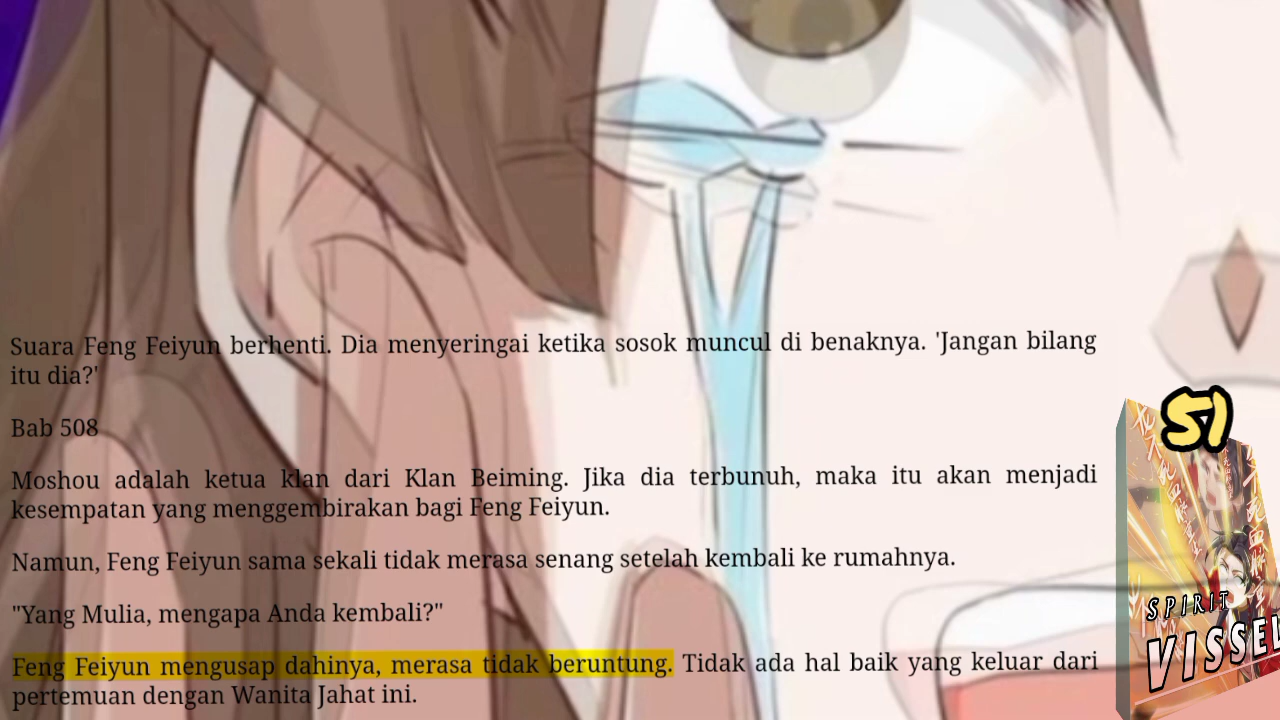 Suara Feng Feiyun berhenti. Dia menyeringai ketika sosok muncul di benaknya. 'Jangan bilang
itu dia?'
Bab 508
Moshou adalah ketua klan dari Klan Beiming. Jika dia terbunuh, maka itu akan menjadi
kesempatan yang menggembirakan bagi Feng Feiyun.
Namun, Feng Feiyun sama sekali tidak merasa senang setelah kembali ke rumahnya.
"Yang Mulia, mengapa Anda kembali?"
Feng Feiyun mengusap dahinya, merasa tidak beruntung. Tidak ada hal baik yang keluar dari
pertemuan dengan Wanita Jahat ini.
51
SPIRIT
VISSEL